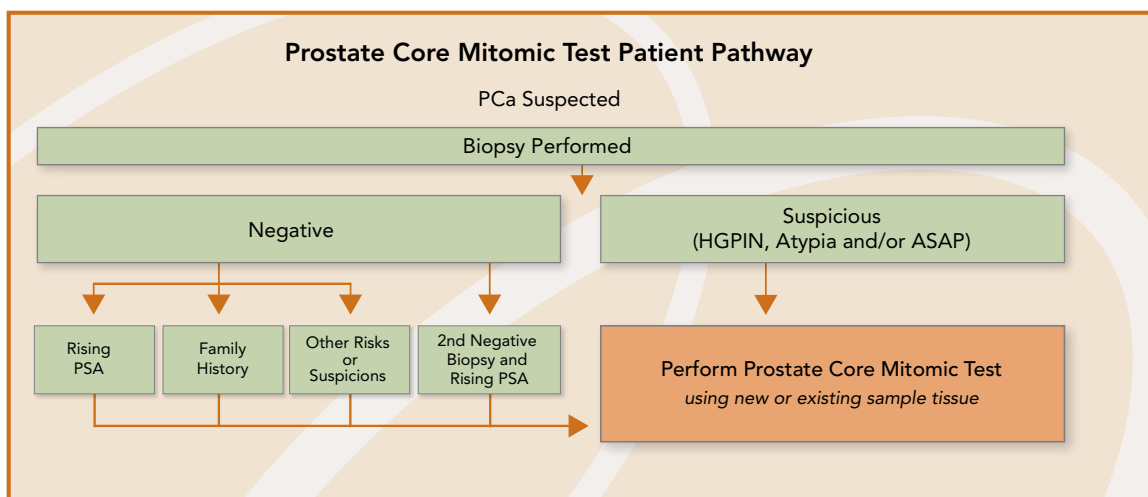 Prostate Core Mitomic Test Patient Pathway
PCa Suspected
Biopsy Performed
Negative
Suspicious
(HGPIN, Atypia and/or ASAP)
Rising
PSA
Family
History
Other Risks
or
Suspicions
2nd Negative
Biopsy and
Rising PSA
Perform Prostate Core Mitomic Test
using new or existing sample tissue